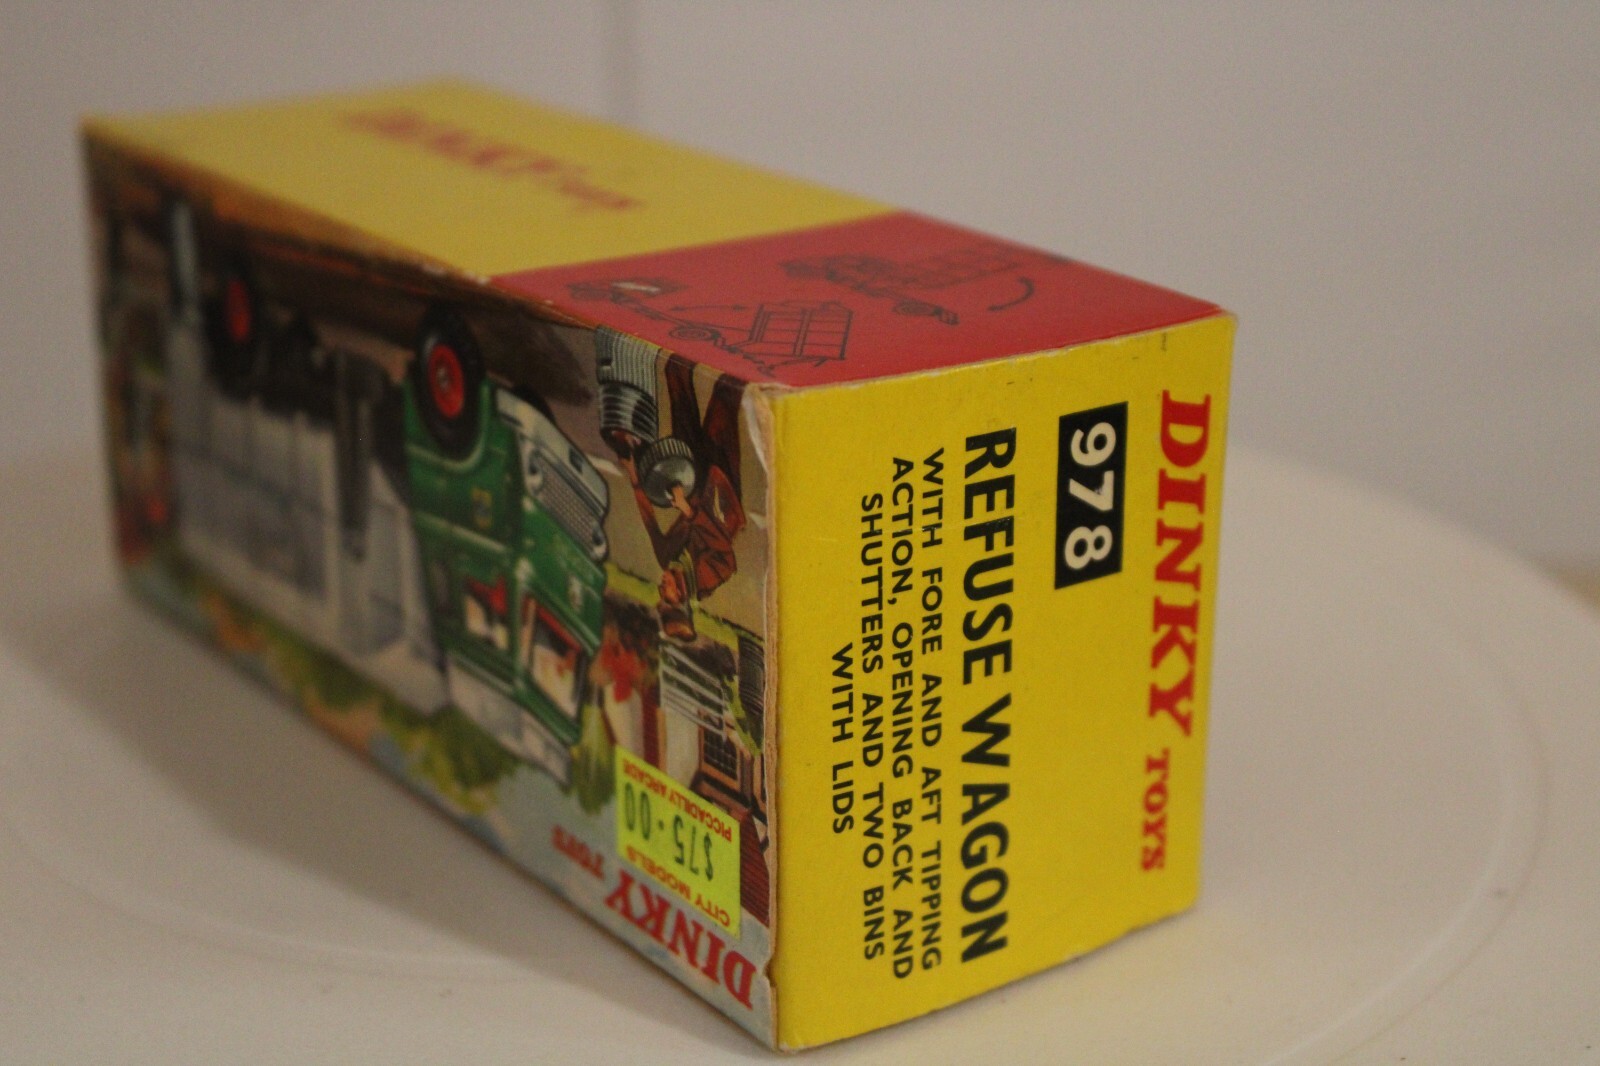 DINKY TOYS
978
REFUSE WAGON
WITH FORE AND AFT TIPPING
ACTION, OPENING BACK AND
SHUTTERS AND TWO BINS
WITH LIDS
DINKY TOYS
CITY MODELS
$75.00
PICCADILLY ARCADE
DINKY TOYS